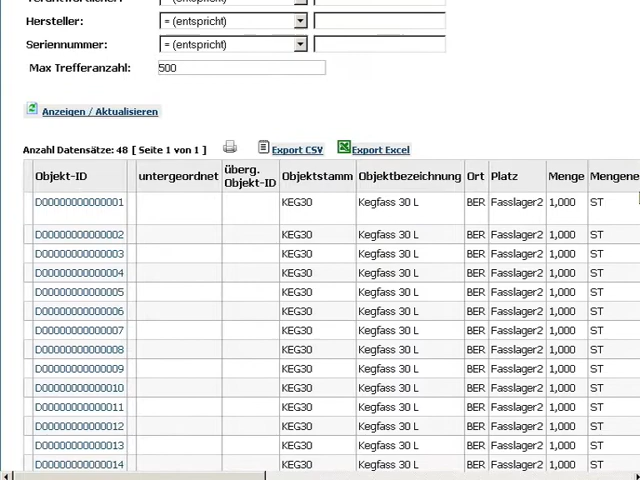 = (entspricht)
Hersteller: = (entspricht)
Seriennummer: = (entspricht)
Max Trefferanzahl: 500
Anzeigen / Aktualisieren
Anzahl Datensätze: 48 [ Seite 1 von 1 ] Export CSV Export Excel
Objekt-ID untergeordnet überg. Objekt-ID Objektstamm Objektbezeichnung Ort Platz Menge Mengene
D00000000000001 KEG30 Kegfass 30 L BER Fasslager2 1,000 ST
D00000000000002 KEG30 Kegfass 30 L BER Fasslager2 1,000 ST
D00000000000003 KEG30 Kegfass 30 L BER Fasslager2 1,000 ST
D00000000000004 KEG30 Kegfass 30 L BER Fasslager2 1,000 ST
D00000000000005 KEG30 Kegfass 30 L BER Fasslager2 1,000 ST
D00000000000006 KEG30 Kegfass 30 L BER Fasslager2 1,000 ST
D00000000000007 KEG30 Kegfass 30 L BER Fasslager2 1,000 ST
D00000000000008 KEG30 Kegfass 30 L BER Fasslager2 1,000 ST
D00000000000009 KEG30 Kegfass 30 L BER Fasslager2 1,000 ST
D00000000000010 KEG30 Kegfass 30 L BER Fasslager2 1,000 ST
D00000000000011 KEG30 Kegfass 30 L BER Fasslager2 1,000 ST
D00000000000012 KEG30 Kegfass 30 L BER Fasslager2 1,000 ST
D00000000000013 KEG30 Kegfass 30 L BER Fasslager2 1,000 ST
D00000000000014 KEG30 Kegfass 30 L BER Fasslager2 1,000 ST